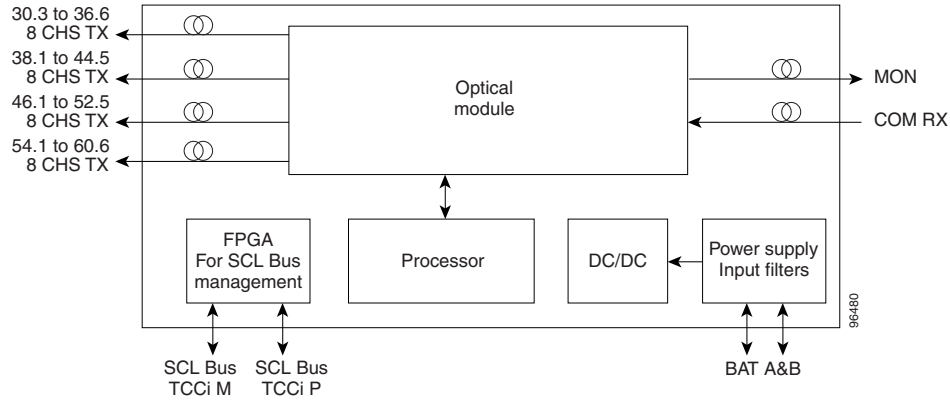 30.3 to 36.6
8 CHS TX
38.1 to 44.5
8 CHS TX
46.1 to 52.5
8 CHS TX
54.1 to 60.6
8 CHS TX
Optical
module
MON
COM RX
FPGA
For SCL Bus
management
Processor
DC/DC
Power supply
Input filters
96480
SCL Bus
TCCi M
SCL Bus
TCCi P
BAT A&B